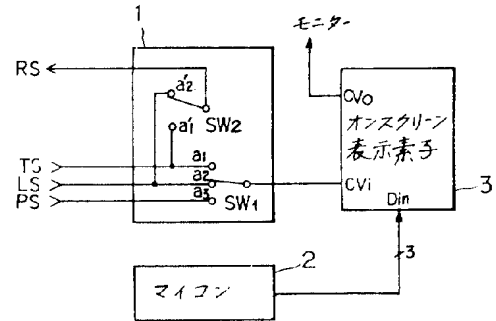 1
モニター
RS
a'2
SW2
a'1
CVo
オンスクリーン
表示素子
TS
a1
LS
a2
CVi
PS
a3
SW1
Din
3
2
3
マイコン